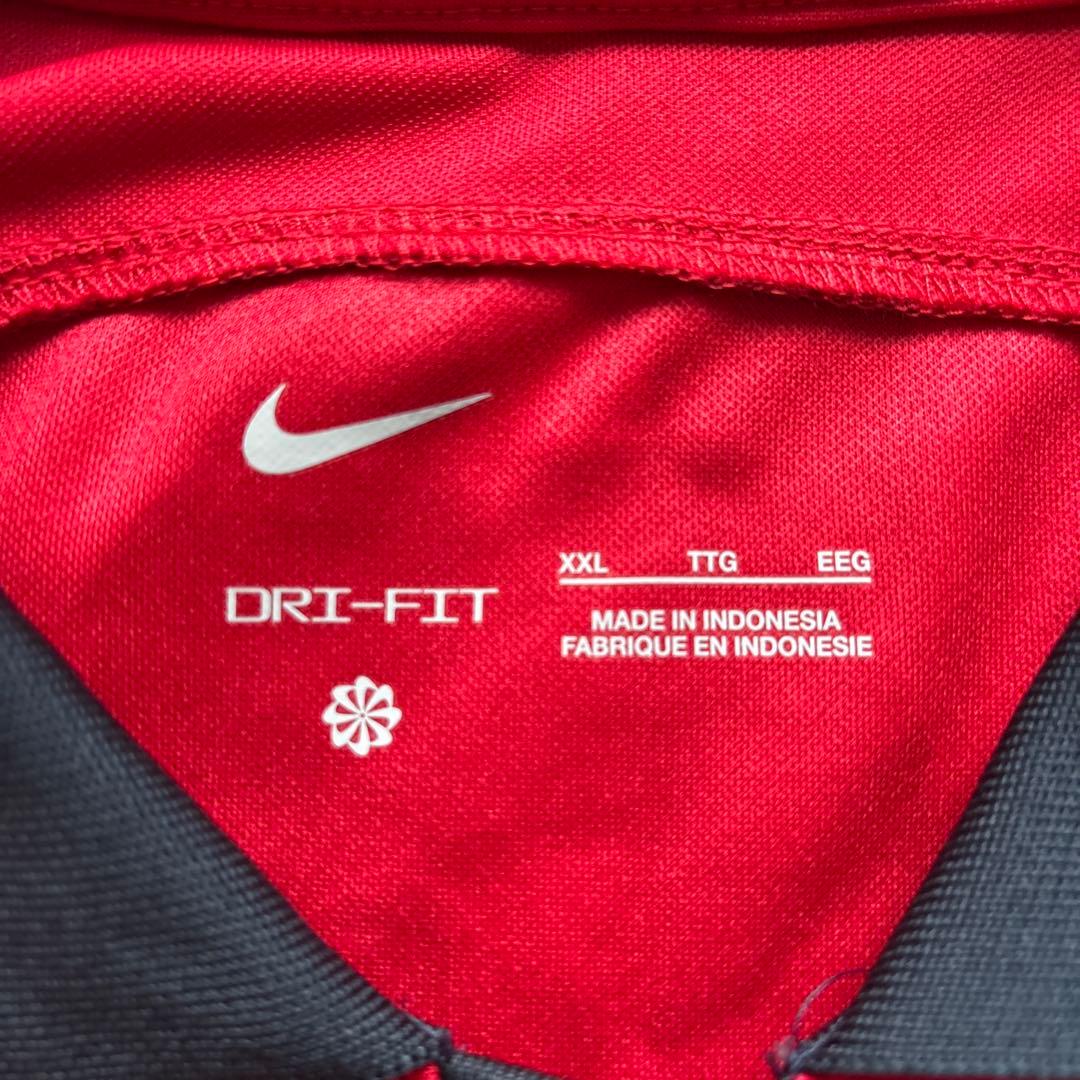 DRI-FIT
XXL TTG EEG
MADE IN INDONESIA
FABRIQUE EN INDONESIE